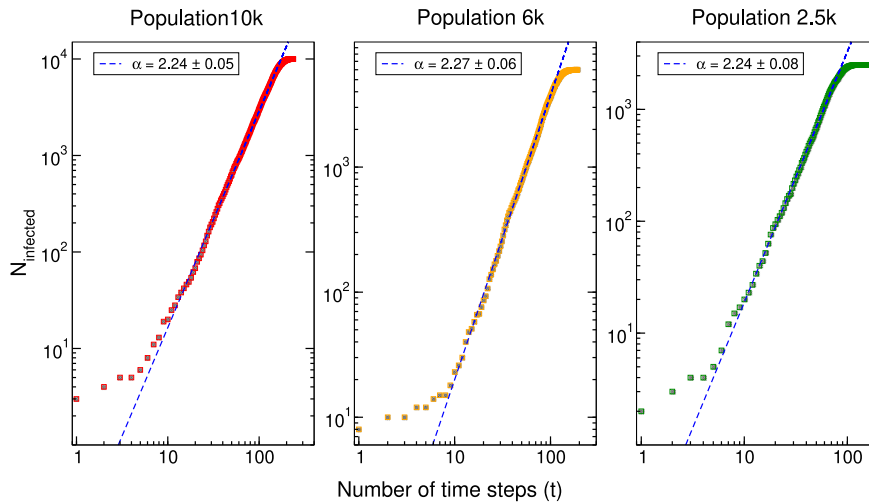 Population10k
Population 6k
Population 2.5k
α = 2.24 ± 0.05
α = 2.27 ± 0.06
α = 2.24 ± 0.08
N_infected
10^4
10^3
10^2
10^1
10^3
10^2
10^1
10^3
10^2
10^1
1 10 100
1 10 100
1 10 100
Number of time steps (t)